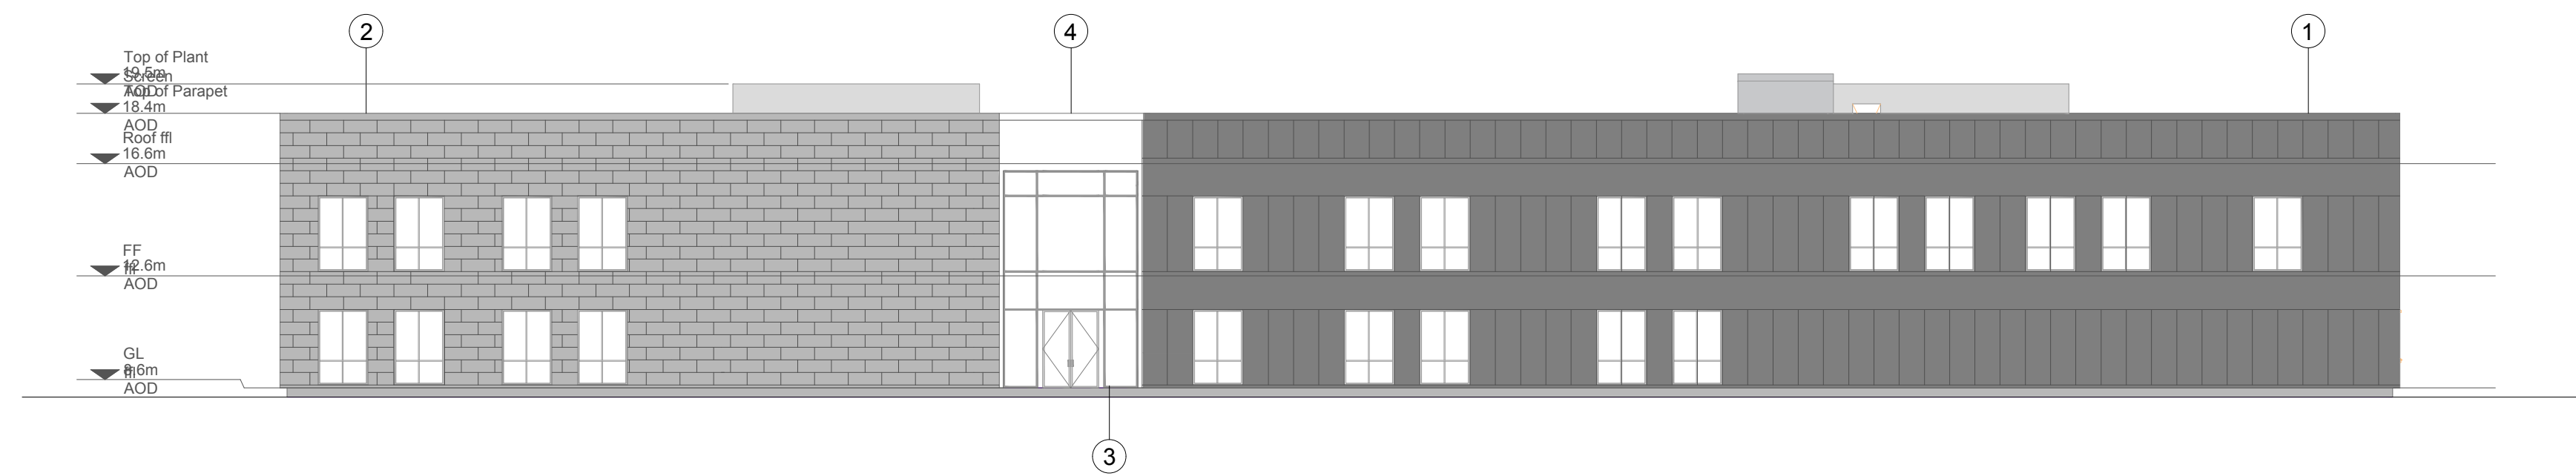 2
4
1
Top of Plant
Screen
19.5m
AOD
Top of Parapet
18.4m
AOD
Roof ffl
16.6m
AOD
FF
ffl
12.6m
AOD
GL
ffl
8.6m
AOD
3